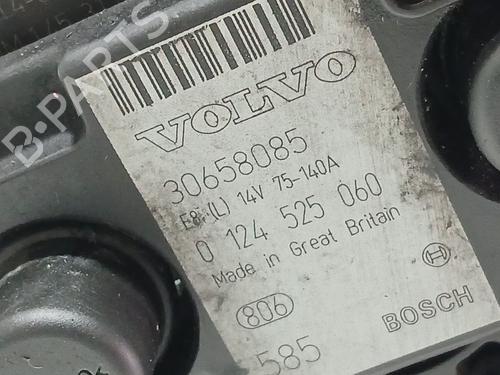 VOLVO
30658085
E8 (L) 14V 75-140A
0 124 525 060
Made in Great Britain
806
BOSCH
585
B-PARTS